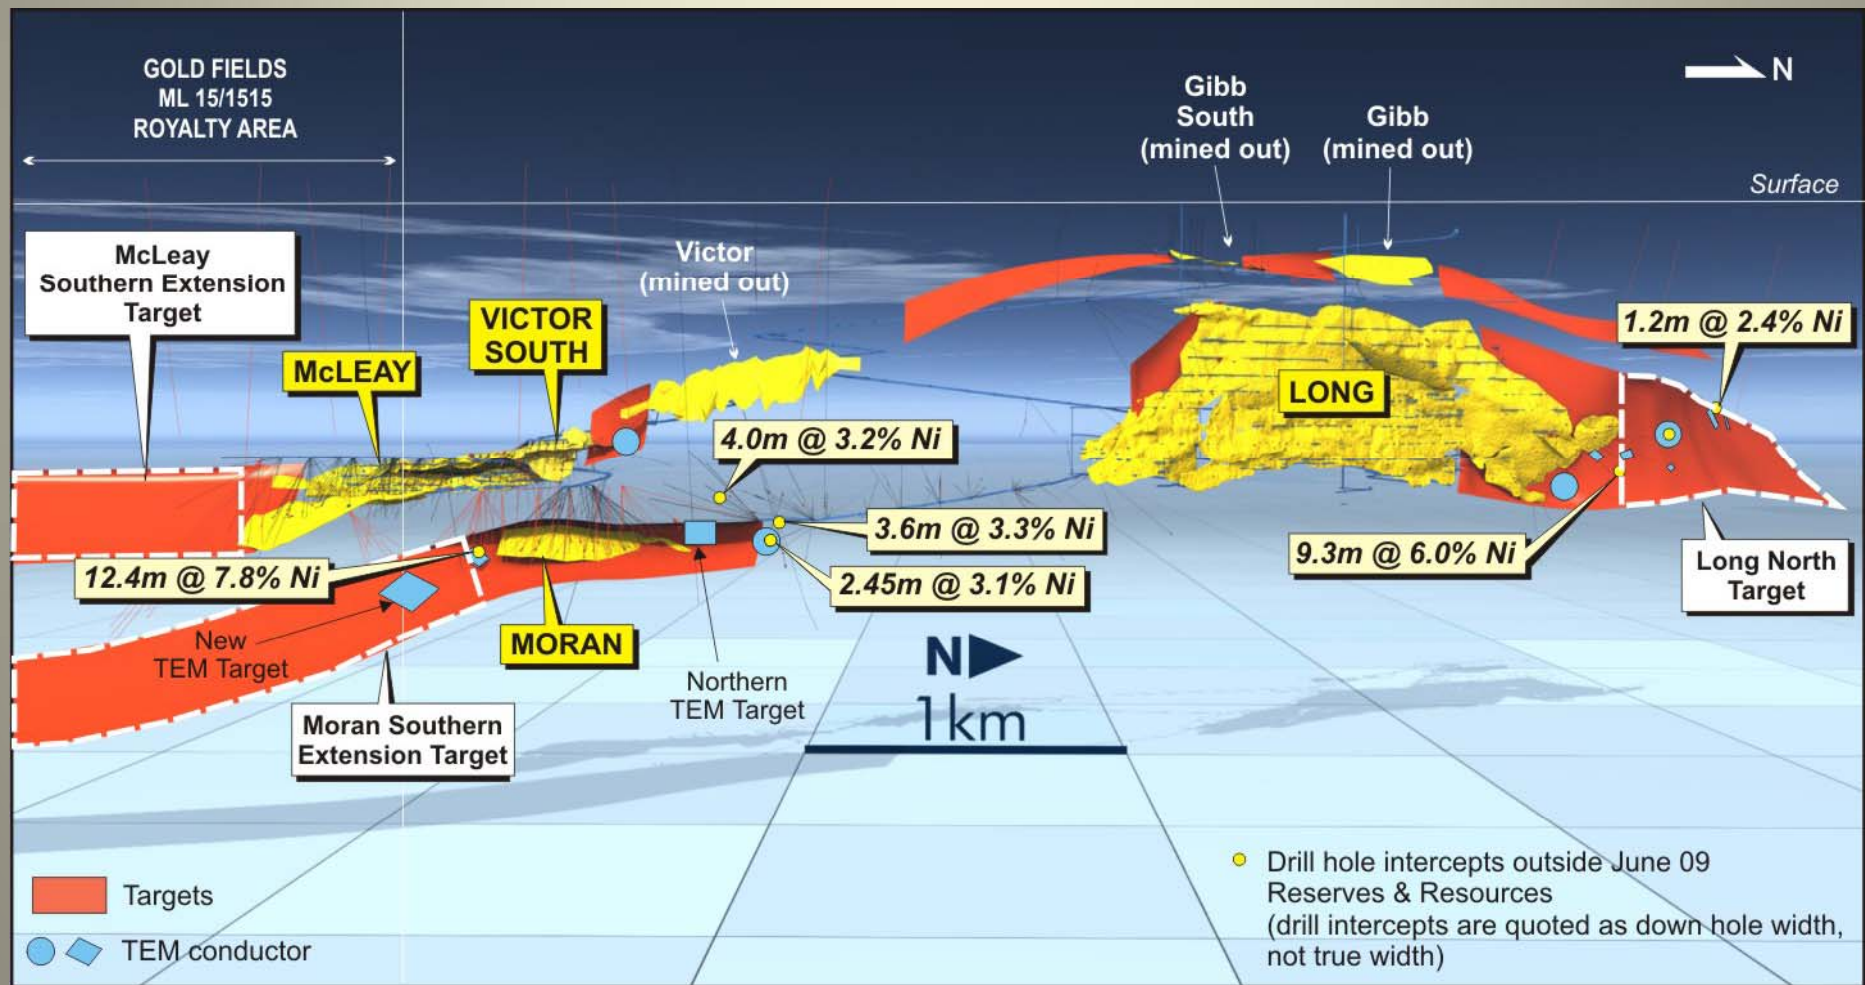 GOLD FIELDS
ML 15/1515
ROYALTY AREA
N
Gibb
South
(mined out)
Gibb
(mined out)
Surface
McLeay
Southern Extension
Target
Victor
(mined out)
VICTOR
SOUTH
McLEAY
1.2m @ 2.4% Ni
LONG
4.0m @ 3.2% Ni
3.6m @ 3.3% Ni
9.3m @ 6.0% Ni
12.4m @ 7.8% Ni
2.45m @ 3.1% Ni
Long North
Target
New
TEM Target
MORAN
Northern
TEM Target
N
1km
Moran Southern
Extension Target
Targets
TEM conductor
Drill hole intercepts outside June 09
Reserves & Resources
(drill intercepts are quoted as down hole width,
not true width)